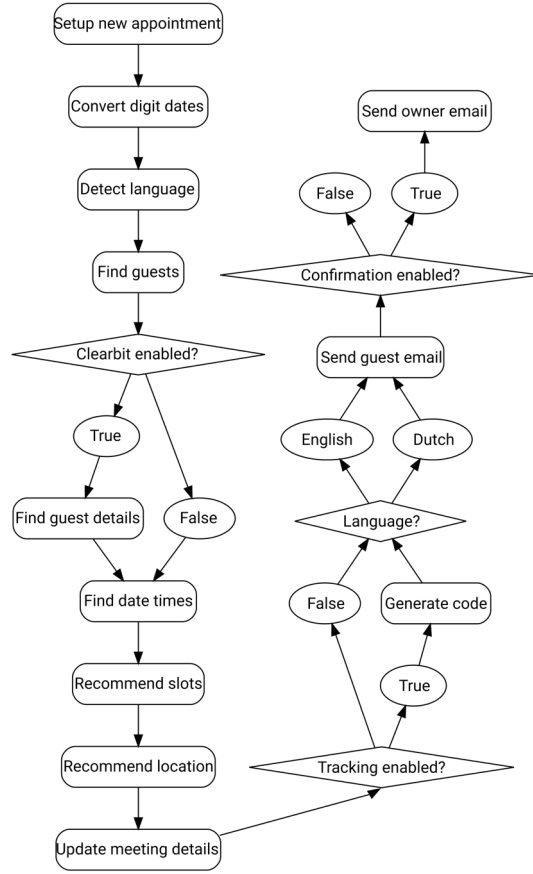 Setup new appointment
Convert digit dates
Detect language
Find guests
Clearbit enabled?
True
Find guest details
False
Find date times
Recommend slots
Recommend location
Update meeting details
Tracking enabled?
True
False
Generate code
Language?
English
Dutch
Send guest email
Confirmation enabled?
False
True
Send owner email